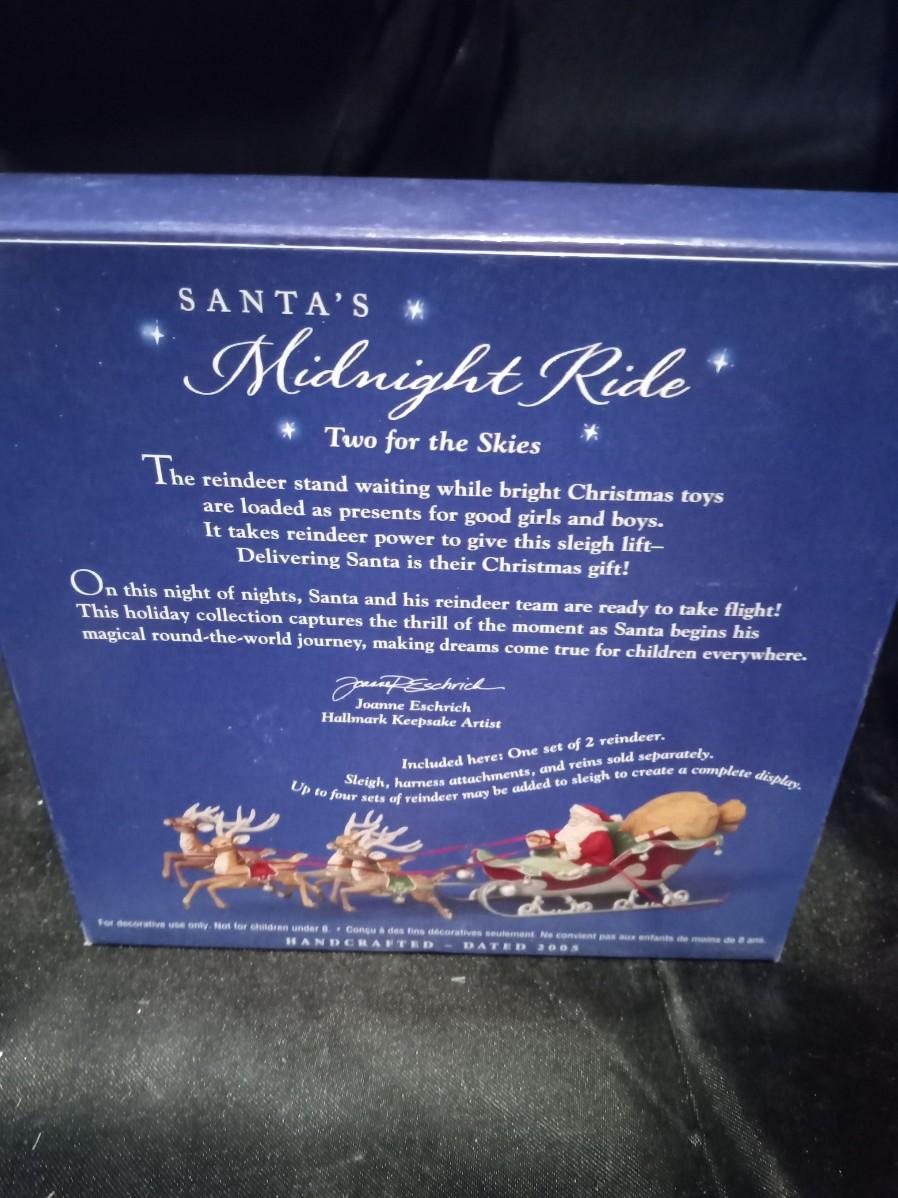 SANTA'S
Midnight Ride
Two for the Skies
The reindeer stand waiting while bright Christmas toys
are loaded as presents for good girls and boys.
It takes reindeer power to give this sleigh lift–
Delivering Santa is their Christmas gift!
On this night of nights, Santa and his reindeer team are ready to take flight!
This holiday collection captures the thrill of the moment as Santa begins his
magical round-the-world journey, making dreams come true for children everywhere.
Joanne Eschrich
Joanne Eschrich
Hallmark Keepsake Artist
Included here: One set of 2 reindeer.
Sleigh, harness attachments, and reins sold separately.
Up to four sets of reindeer may be added to sleigh to create a complete display.
For decorative use only. Not for children under 8. • Conçu à des fins décoratives seulement. Ne convient pas aux enfants de moins de 8 ans.
HANDCRAFTED – DATED 2005